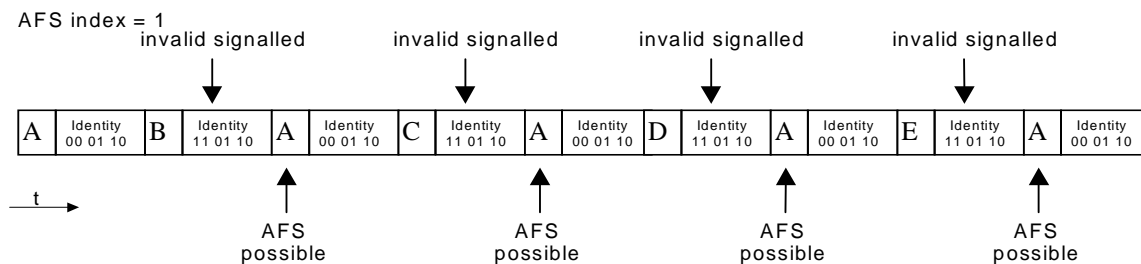 AFS index = 1
invalid signalled invalid signalled invalid signalled invalid signalled
A Identity B Identity A Identity C Identity A Identity D Identity A Identity E Identity A Identity
00 01 10 11 01 10 00 01 10 11 01 10 00 01 10 11 01 10 00 01 10 11 01 10 00 01 10
t
AFS AFS AFS AFS
possible possible possible possible